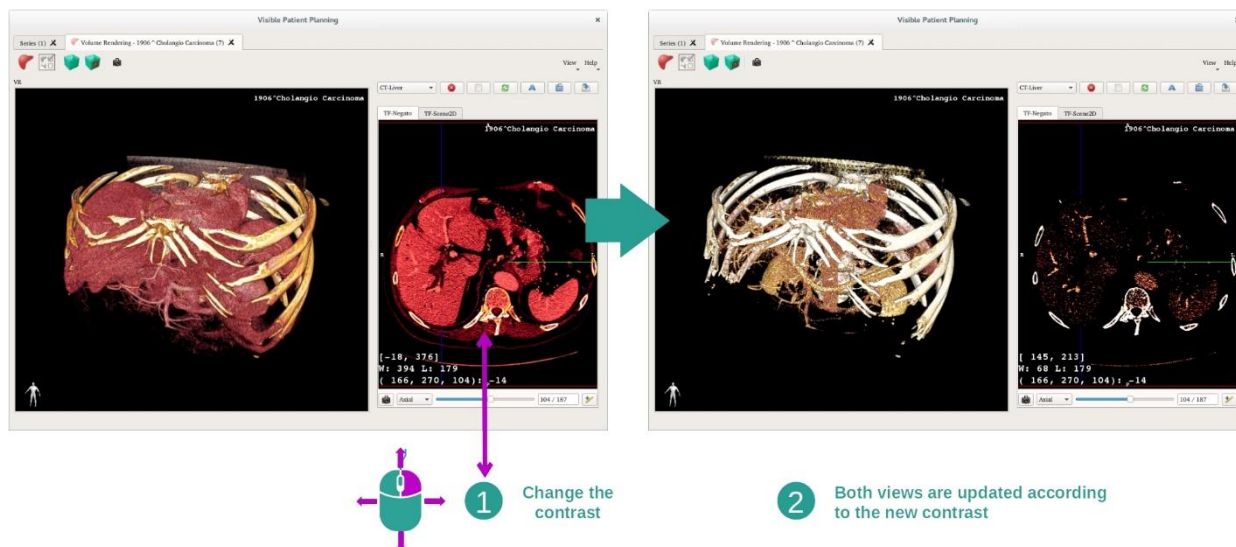 Visible Patient Planning
Series (1)
Volume Rendering - 1906 ^ Cholangio Carcinoma (7)
View Help
VR
1906^Cholangio Carcinoma
CT-Liver
TF-Negato TF-Scene2D
1906^Cholangio Carcinoma
R
[-18, 376]
W: 394 L: 179
( 166, 270, 104): -14
Axial
104 / 187
Visible Patient Planning
Series (1)
Volume Rendering - 1906 ^ Cholangio Carcinoma (7)
View Help
VR
1906^Cholangio Carcinoma
CT-Liver
TF-Negato TF-Scene2D
1906^Cholangio Carcinoma
R
[ 145, 213]
W: 68 L: 179
( 166, 270, 104): -14
Axial
104 / 187
1
Change the
contrast
2
Both views are updated according
to the new contrast